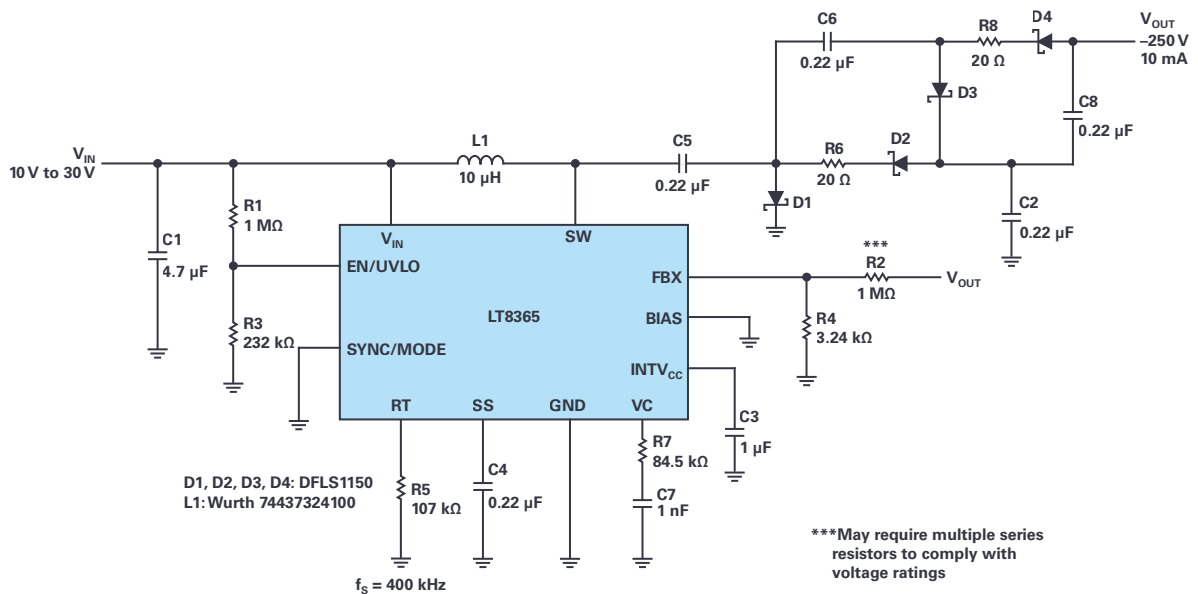 C6
0.22 µF
R8
20 Ω
D4
V_OUT
–250 V
10 mA
D3
C8
0.22 µF
V_IN
10 V to 30 V
L1
10 µH
C5
0.22 µF
R6
20 Ω
D2
D1
C2
0.22 µF
R1
1 MΩ
C1
4.7 µF
R3
232 kΩ
V_IN
SW
EN/UVLO
FBX
LT8365
BIAS
SYNC/MODE
INTV_CC
RT
SS
GND
VC
***
R2
1 MΩ
V_OUT
R4
3.24 kΩ
C3
1 µF
R7
84.5 kΩ
C7
1 nF
C4
0.22 µF
R5
107 kΩ
D1, D2, D3, D4: DFLS1150
L1: Wurth 74437324100
f_S = 400 kHz
***May require multiple series
resistors to comply with
voltage ratings